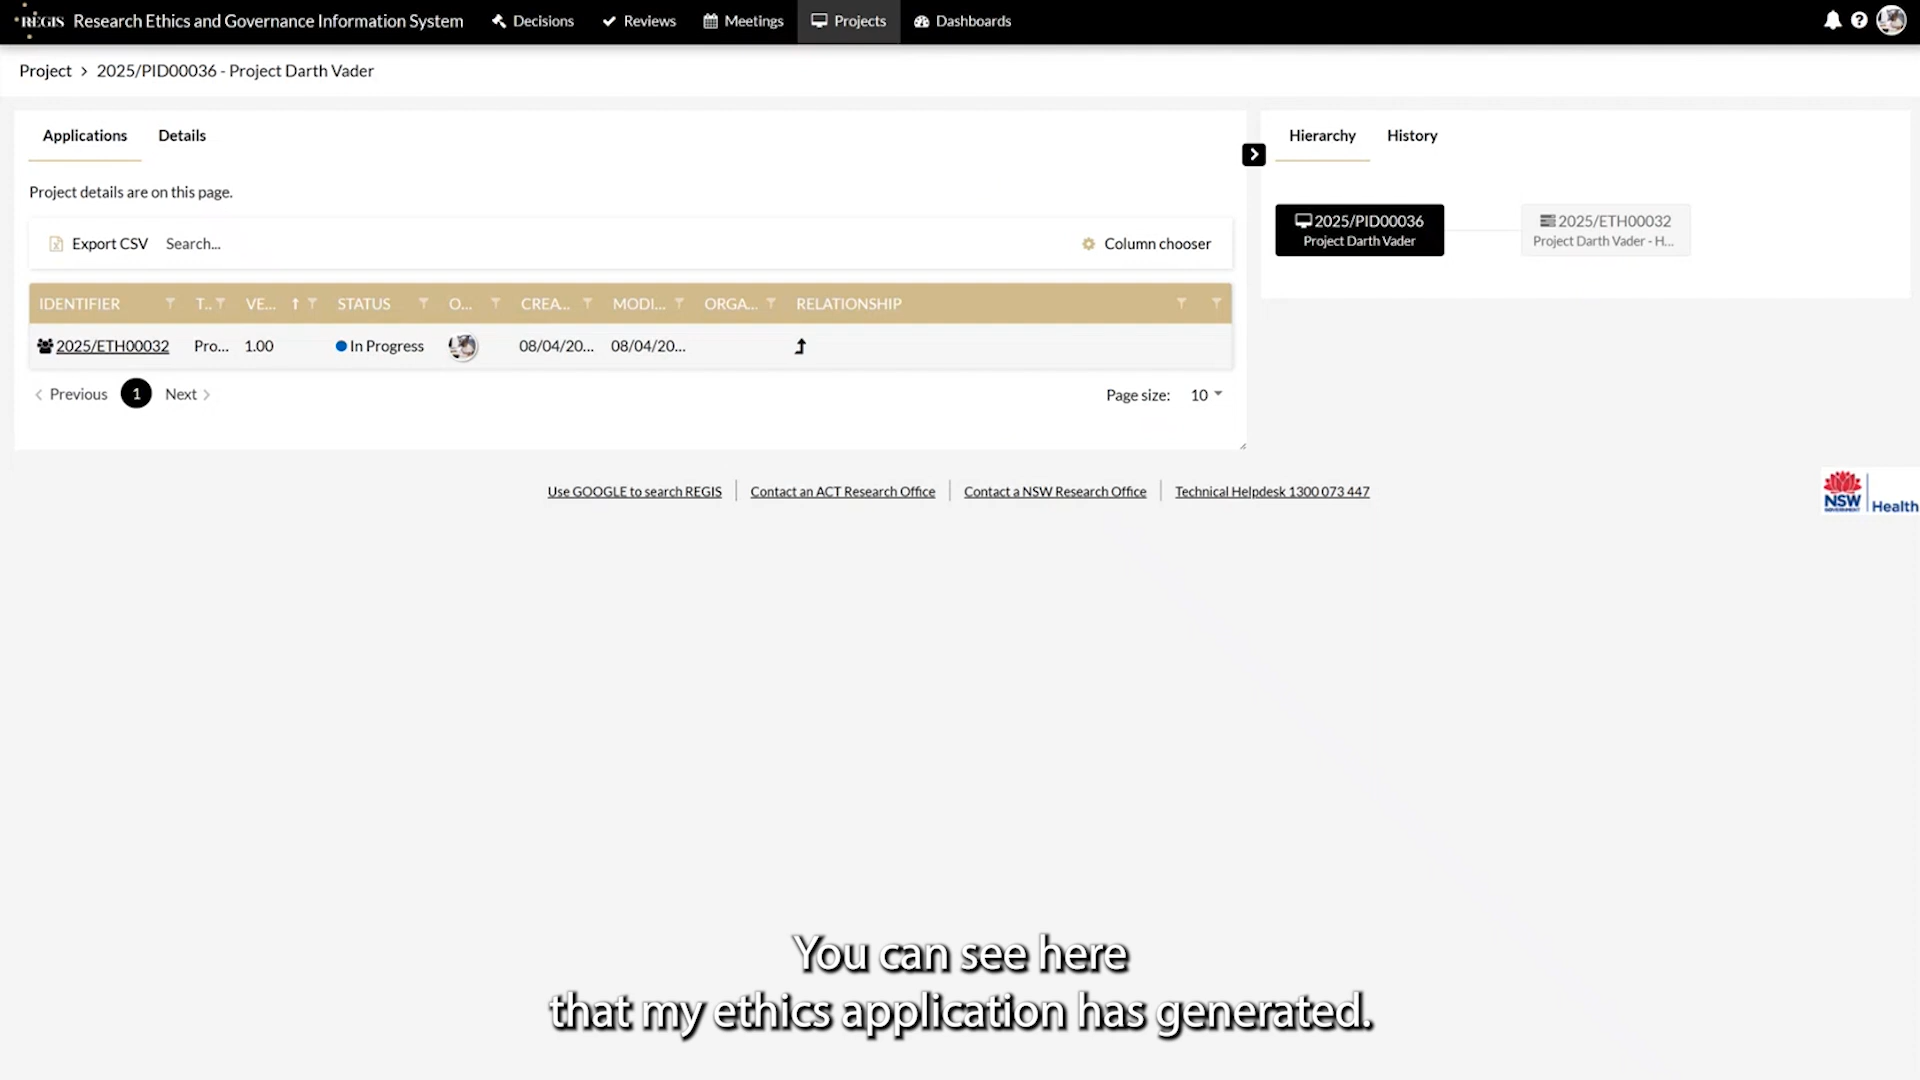 REGIS Research Ethics and Governance Information System Decisions Reviews Meetings Projects Dashboards
Project > 2025/PID00036 - Project Darth Vader
Applications Details
Hierarchy History
Project details are on this page.
2025/PID00036
Project Darth Vader
2025/ETH00032
Project Darth Vader - H...
Export CSV Search... Column chooser
IDENTIFIER T.. VE... STATUS O... CREA... MODI... ORGA... RELATIONSHIP
2025/ETH00032 Pro... 1.00 In Progress 08/04/20... 08/04/20...
Previous 1 Next Page size: 10
Use GOOGLE to search REGIS Contact an ACT Research Office Contact a NSW Research Office Technical Helpdesk 1300 073 447
NSW GOVERNMENT Health
You can see here
that my ethics application has generated.